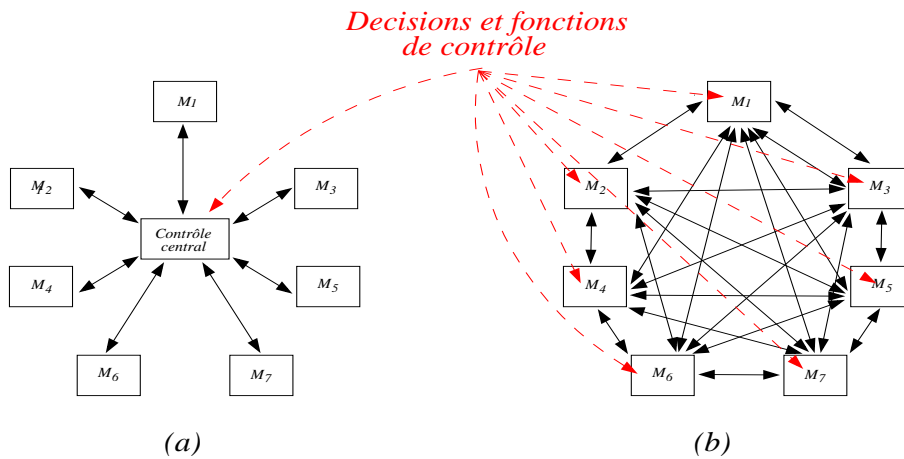 Decisions et fonctions
de contrôle
M1
M2
M3
Contrôle
central
M4
M5
M6
M7
(a)
M1
M2
M3
M4
M5
M6
M7
(b)